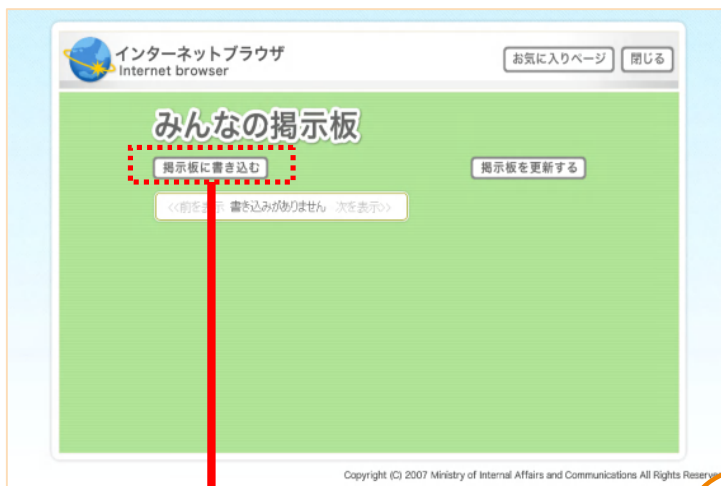 インターネットブラウザ
Internet browser
お気に入りページ
閉じる
みんなの掲示板
掲示板に書き込む
掲示板を更新する
<<前を表示 書き込みがありません 次を表示>>
Copyright (C) 2007 Ministry of Internal Affairs and Communications All Rights